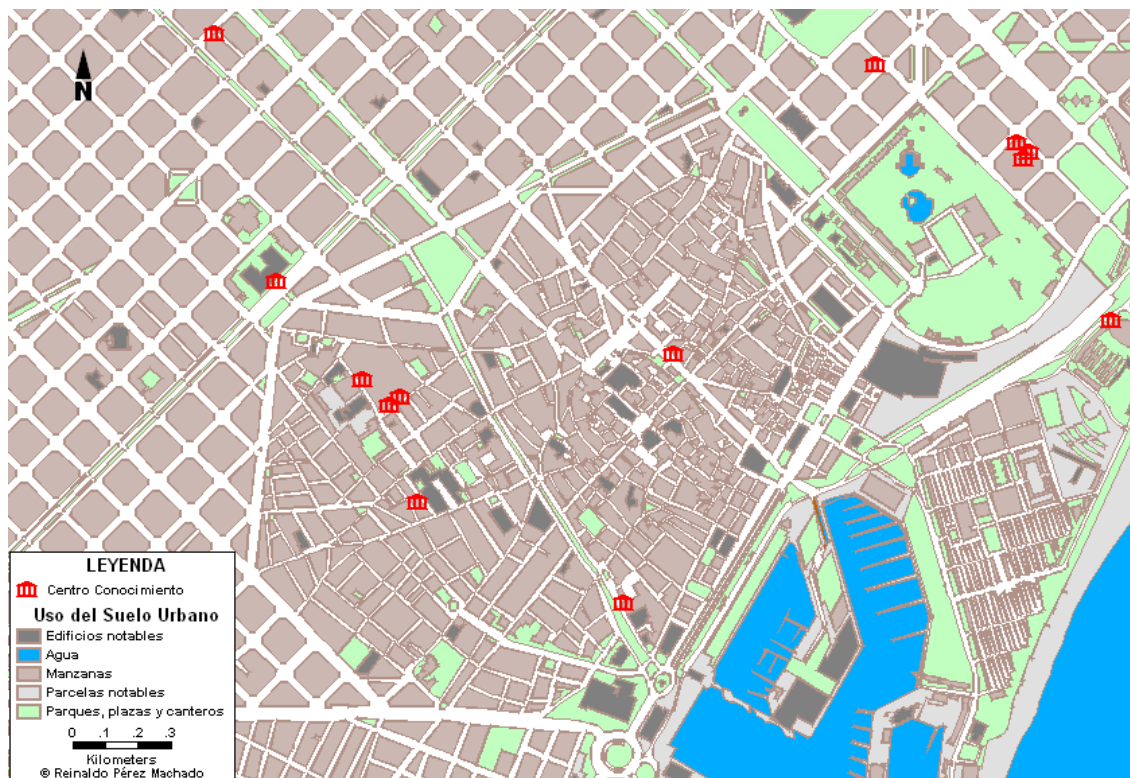 N
LEYENDA
Centro Conocimiento
Uso del Suelo Urbano
Edificios notables
Agua
Manzanas
Parcelas notables
Parques, plazas y canteros
0 .1 .2 .3
Kilometers
© Reinaldo Pérez Machado